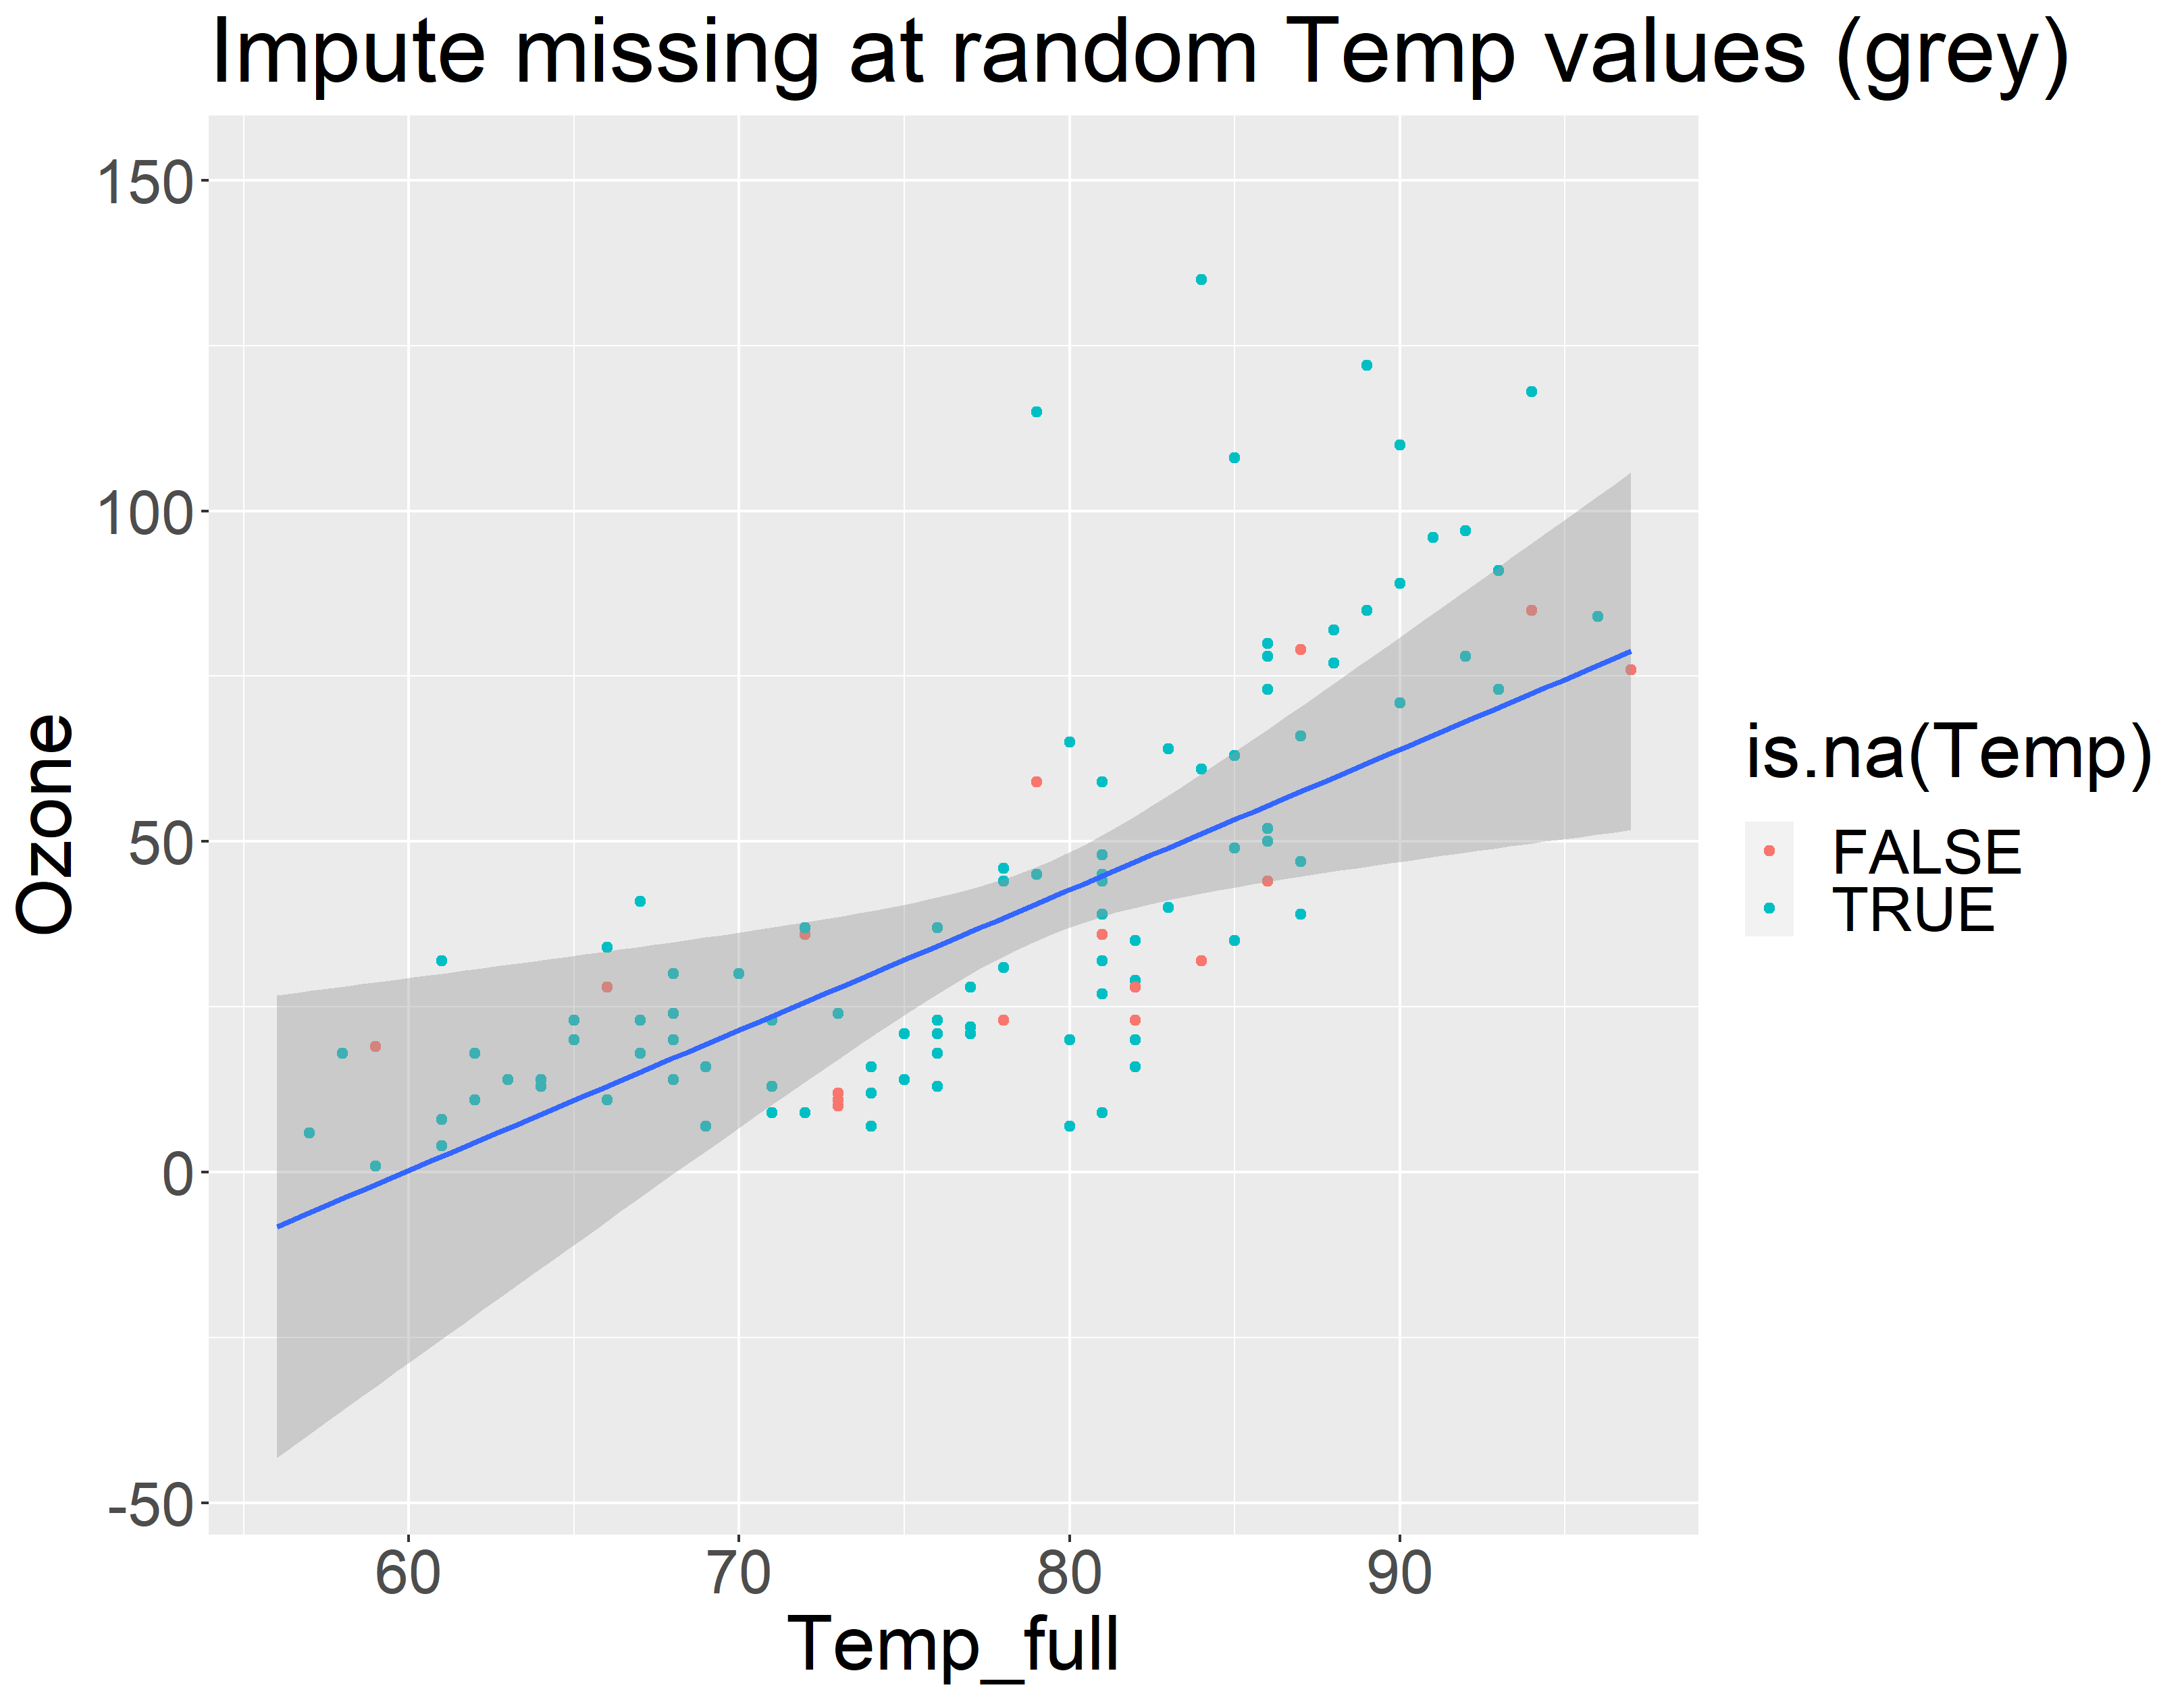 Impute missing at random Temp values (grey)
150
100
50
0
-50
Ozone
60 70 80 90
Temp_full
is.na(Temp)
FALSE
TRUE